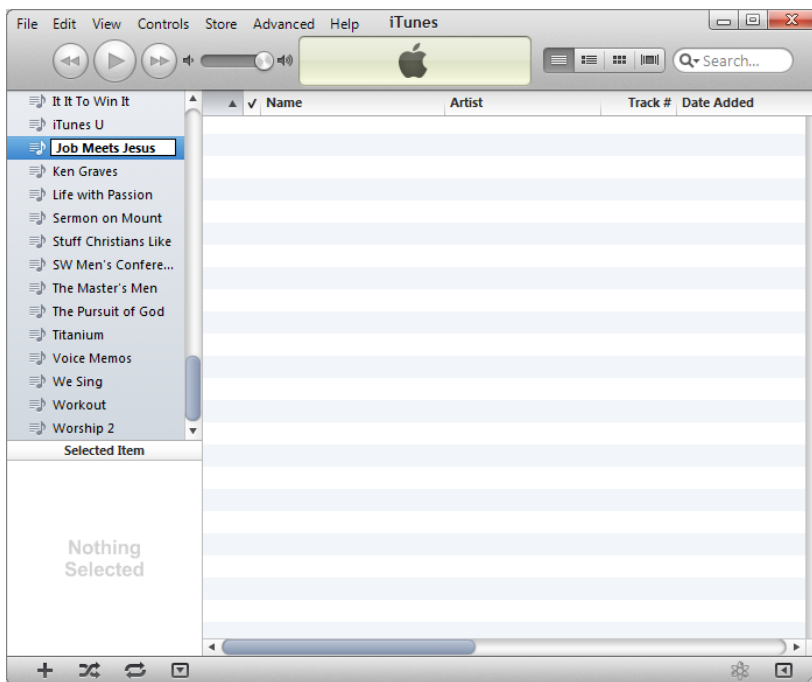 File Edit View Controls Store Advanced Help iTunes
Search...
Name Artist Track # Date Added
It It To Win It
iTunes U
Job Meets Jesus
Ken Graves
Life with Passion
Sermon on Mount
Stuff Christians Like
SW Men's Confere...
The Master's Men
The Pursuit of God
Titanium
Voice Memos
We Sing
Workout
Worship 2
Selected Item
Nothing
Selected